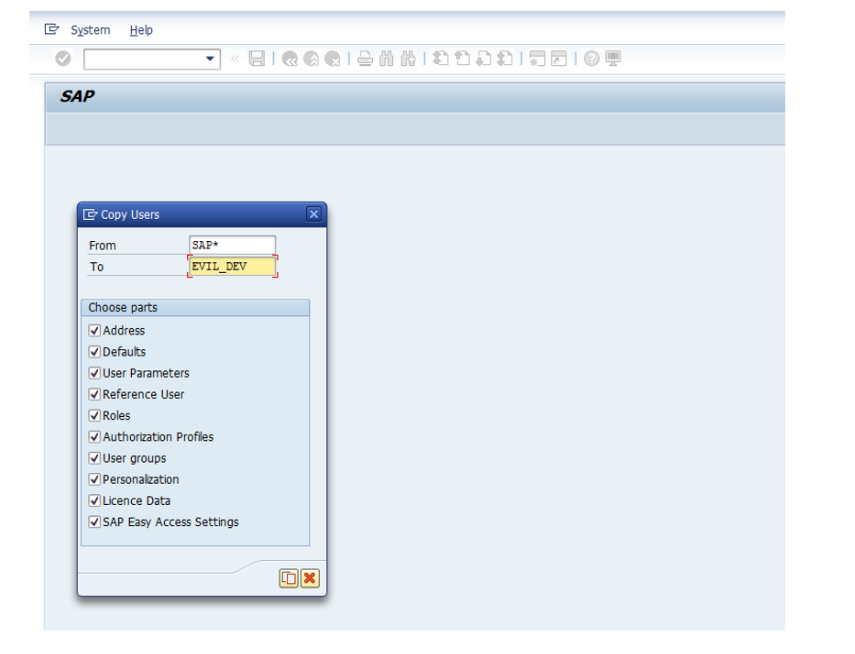 System Help
SAP
Copy Users
From SAP*
To EVIL_DEV
Choose parts
Address
Defaults
User Parameters
Reference User
Roles
Authorization Profiles
User groups
Personalization
Licence Data
SAP Easy Access Settings